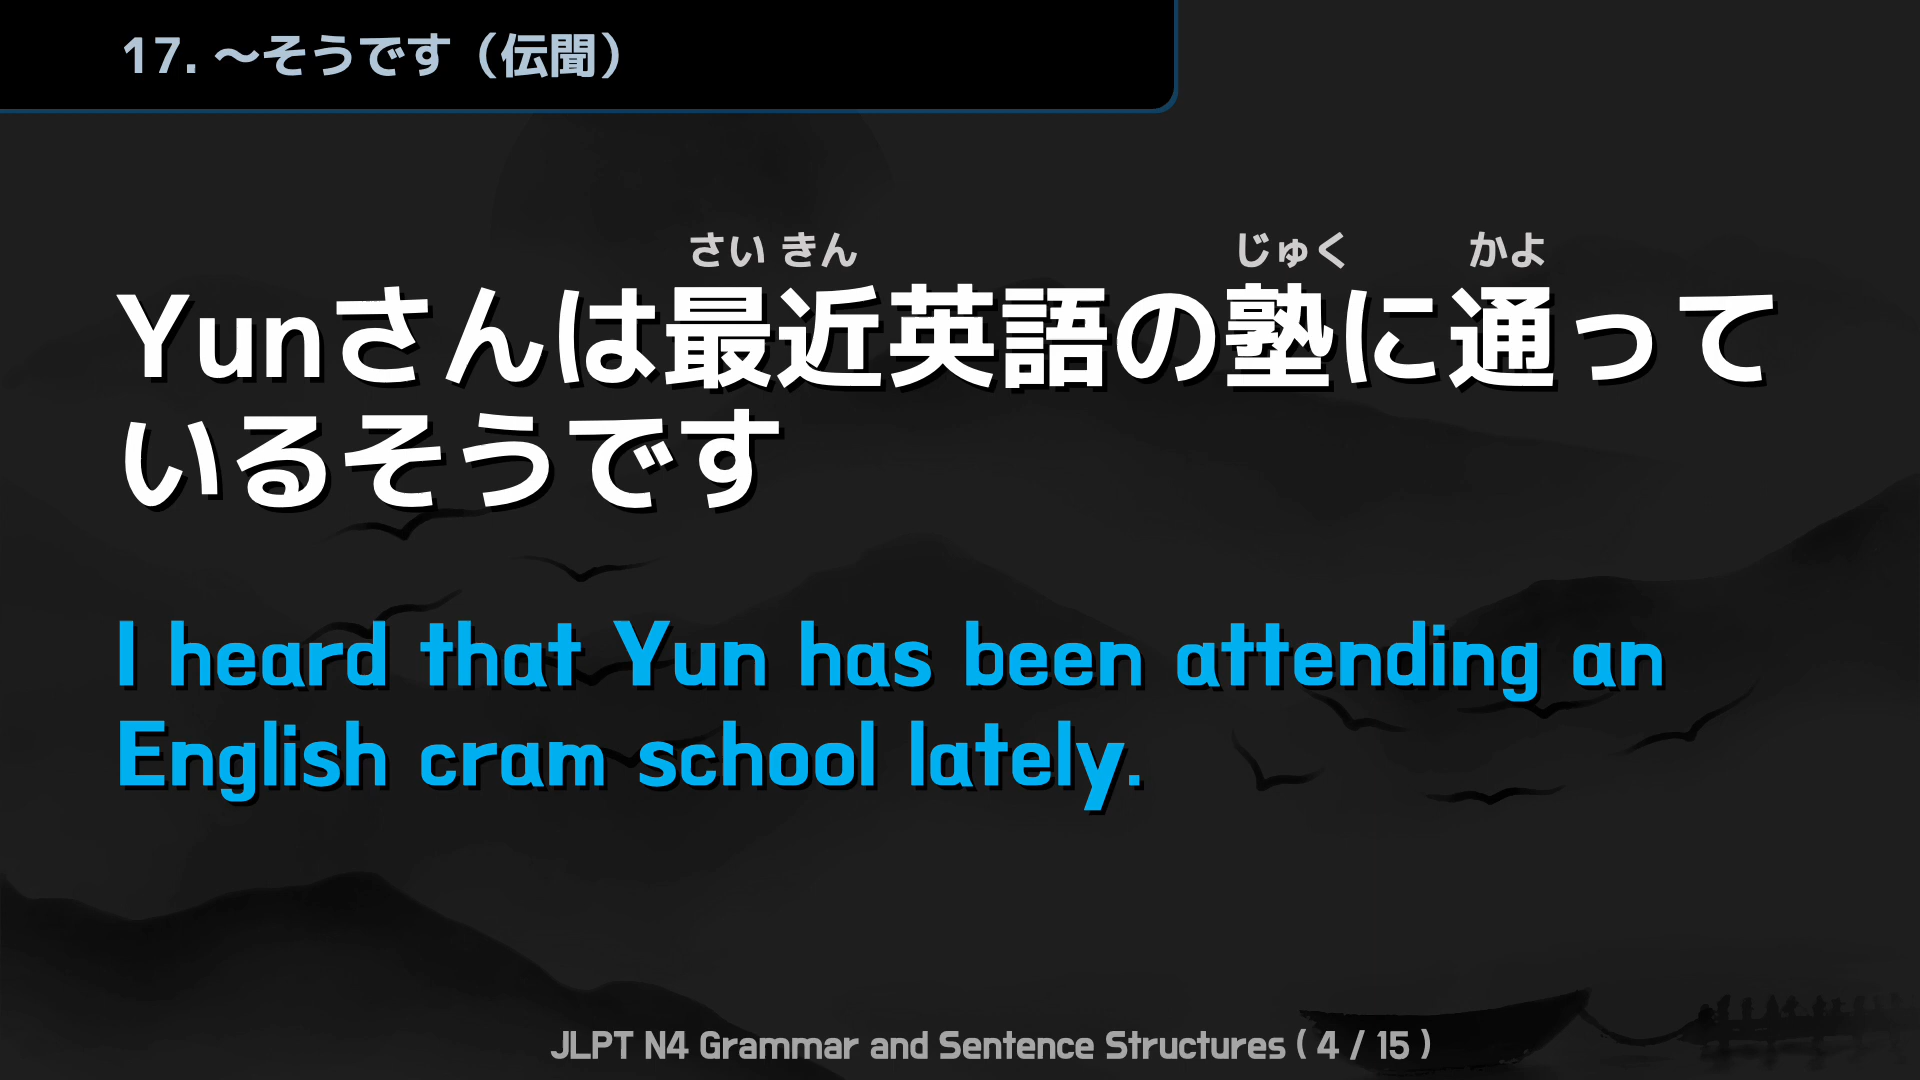 17. ～そうです（伝聞）
さい きん じゅく かよ
Yunさんは最近英語の塾に通って
いるそうです
I heard that Yun has been attending an
English cram school lately.
JLPT N4 Grammar and Sentence Structures ( 4 / 15 )